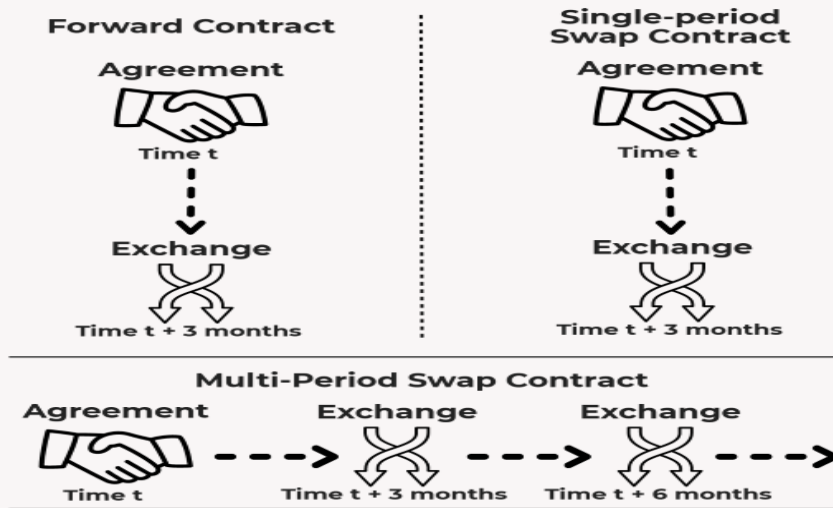 Forward Contract
Agreement
Time t
Exchange
Time t + 3 months
Single-period
Swap Contract
Agreement
Time t
Exchange
Time t + 3 months
Multi-Period Swap Contract
Agreement
Time t
Exchange
Time t + 3 months
Exchange
Time t + 6 months